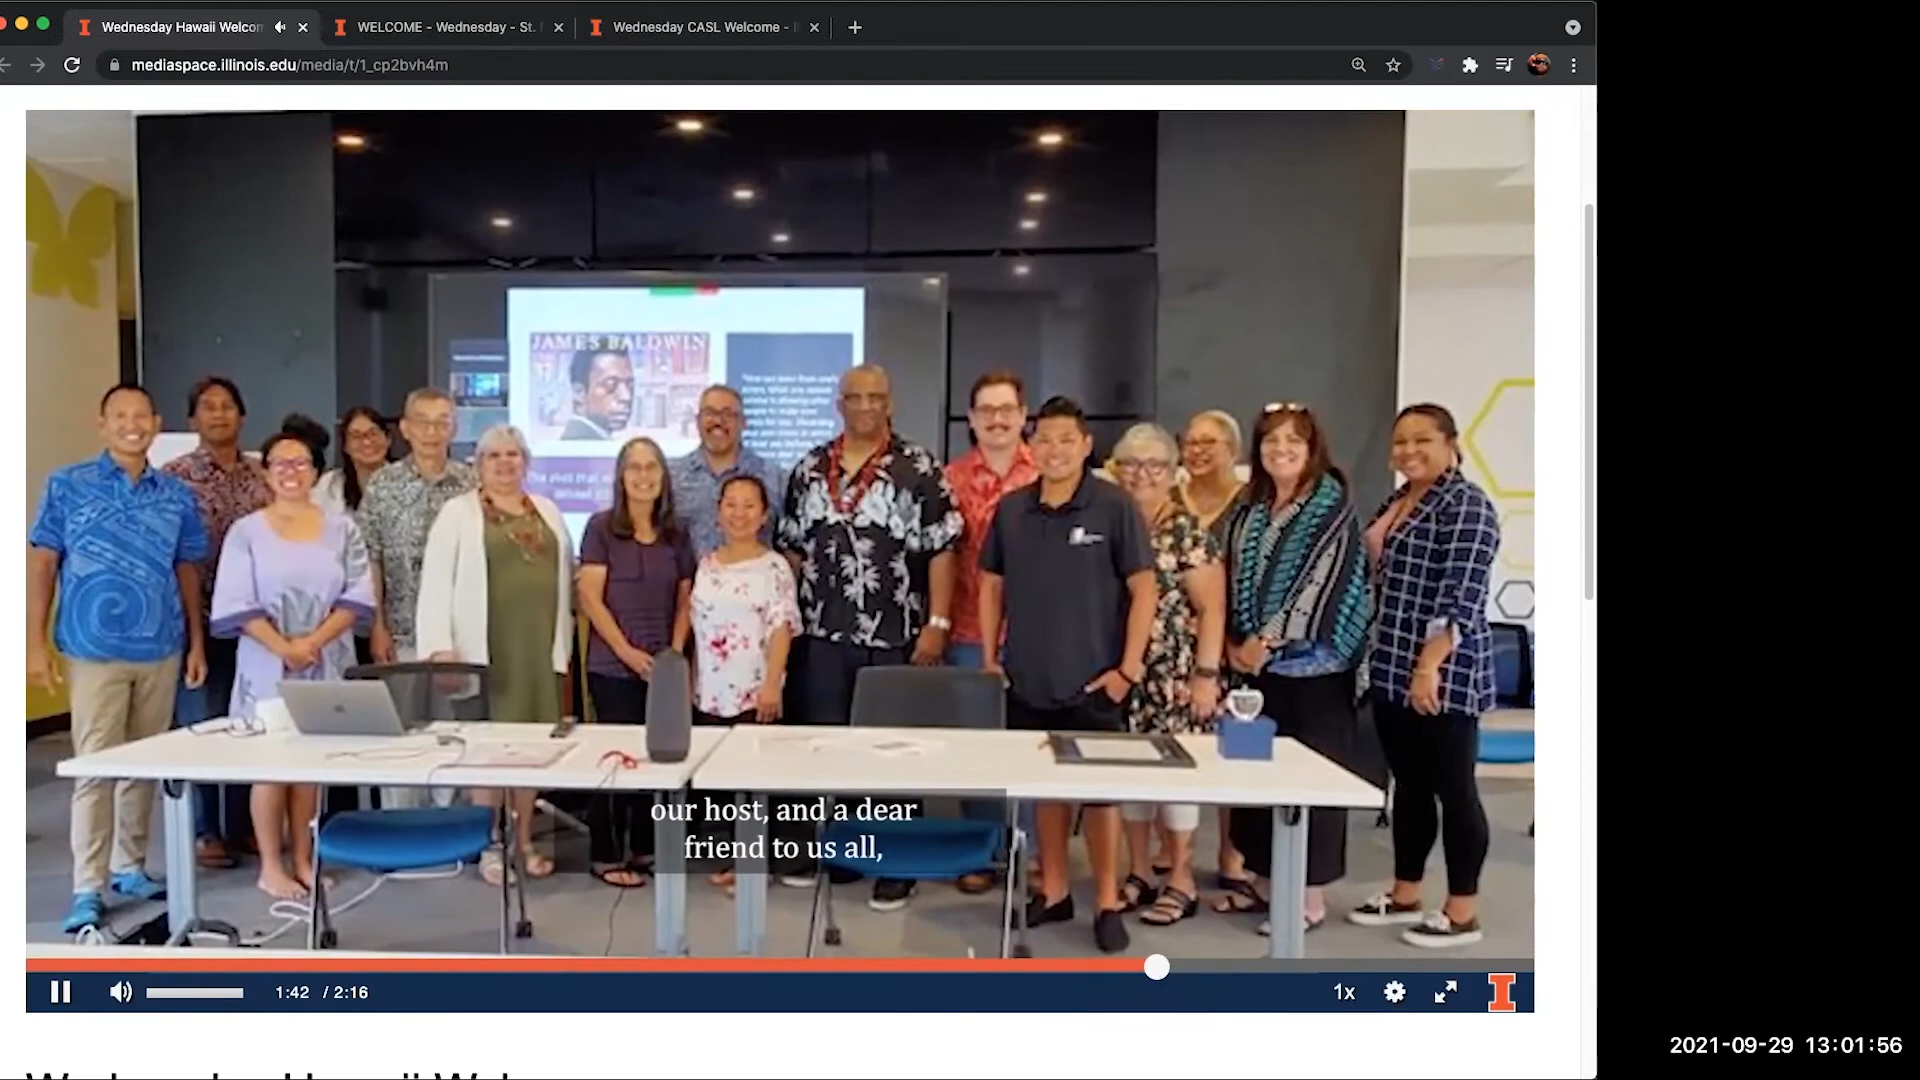 Wednesday Hawaii Welcon
WELCOME - Wednesday - St.
Wednesday CASL Welcome - I
mediaspace.illinois.edu/media/t/1_cp2bvh4m
JAMES BALDWIN
our host, and a dear
friend to us all,
1:42 / 2:16
1x
2021-09-29 13:01:56